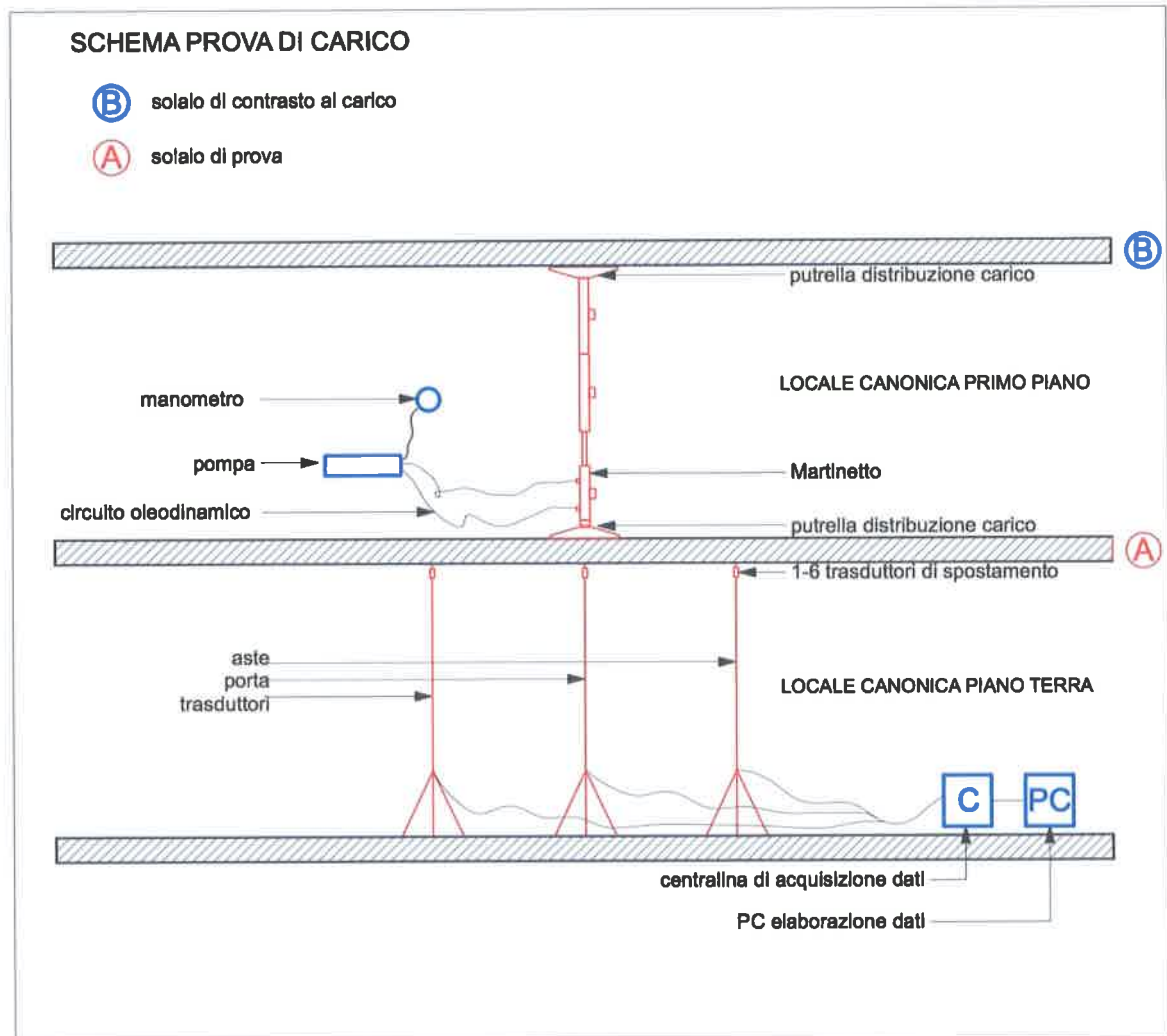 SCHEMA PROVA DI CARICO
B solaio di contrasto al carico
A solaio di prova
B
putrella distribuzione carico
LOCALE CANONICA PRIMO PIANO
manometro
pompa
Martinetto
circuito oleodinamico
putrella distribuzione carico
A
1-6 trasduttori di spostamento
aste
porta
trasduttori
LOCALE CANONICA PIANO TERRA
C
PC
centralina di acquisizione dati
PC elaborazione dati